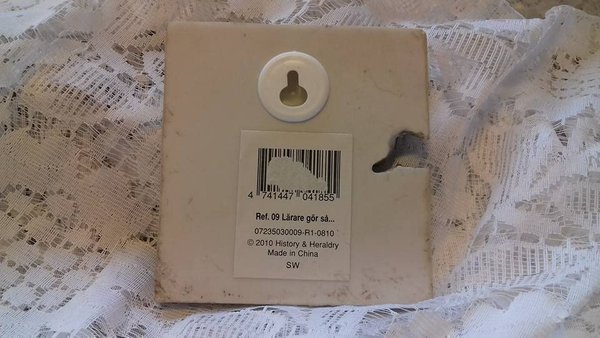 4 741447 041855
Ref. 09 Lärare gör så...
07235030009-R1-0810
© 2010 History & Heraldry
Made in China
SW